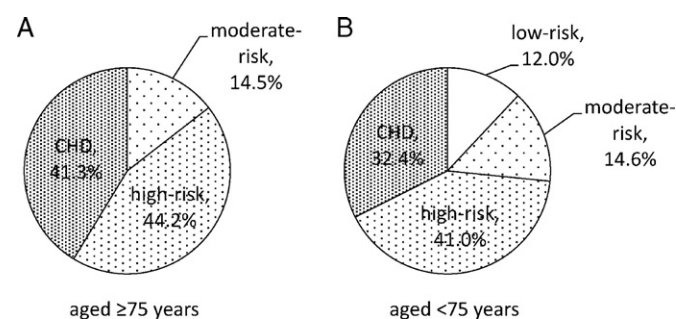 A
moderate-
risk,
14.5%
CHD,
41.3%
high-risk,
44.2%
aged ≥75 years
B
low-risk,
12.0%
moderate-
risk,
14.6%
CHD,
32.4%
high-risk,
41.0%
aged <75 years